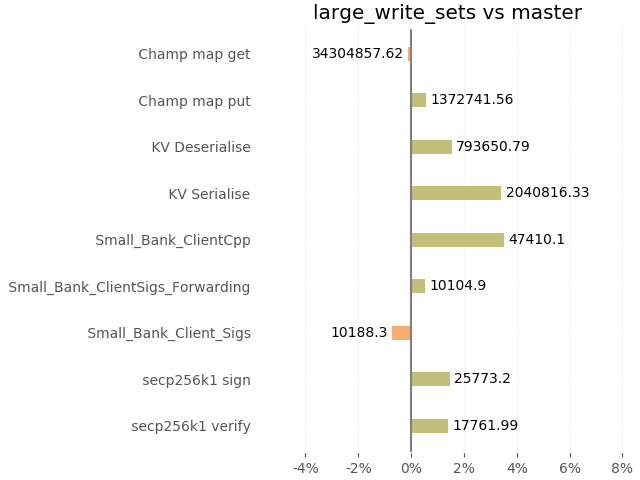 large_write_sets vs master
Champ map get 34304857.62
Champ map put 1372741.56
KV Deserialise 793650.79
KV Serialise 2040816.33
Small_Bank_ClientCpp 47410.1
Small_Bank_ClientSigs_Forwarding 10104.9
Small_Bank_Client_Sigs 10188.3
secp256k1 sign 25773.2
secp256k1 verify 17761.99
-4% -2% 0% 2% 4% 6% 8%